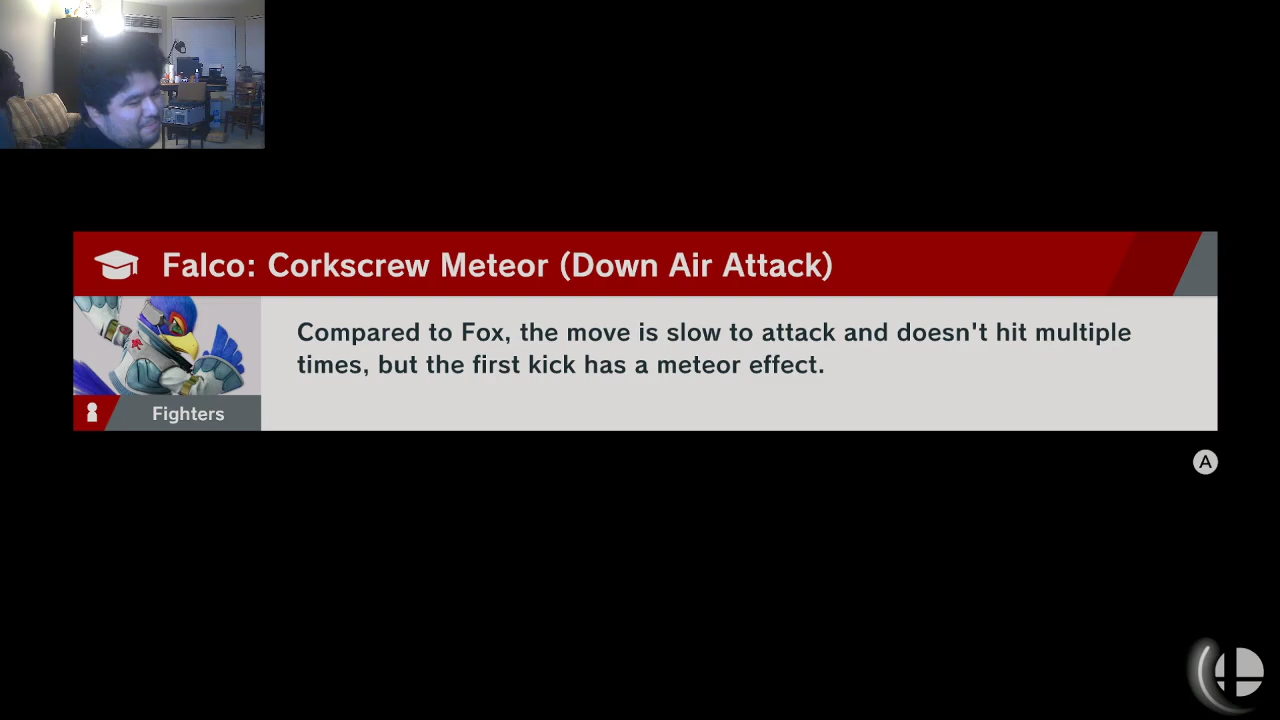 Falco: Corkscrew Meteor (Down Air Attack)
Compared to Fox, the move is slow to attack and doesn't hit multiple
times, but the first kick has a meteor effect.
Fighters
A